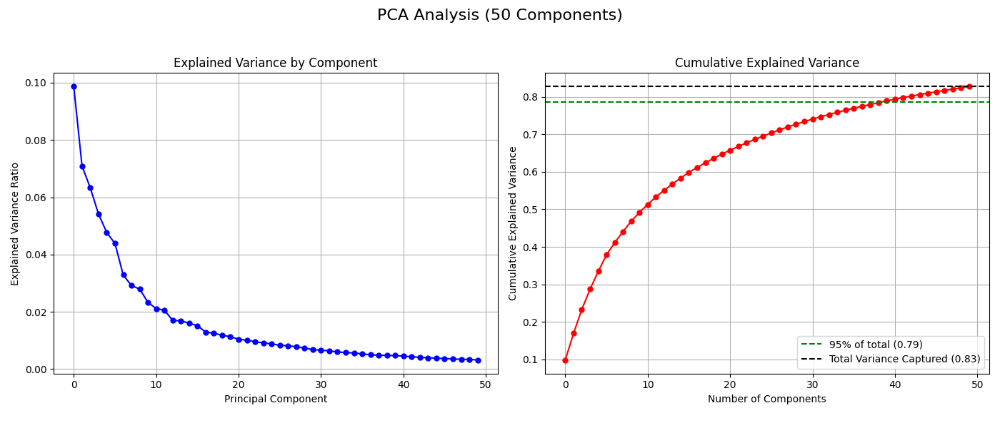 PCA Analysis (50 Components)
Explained Variance by Component
Explained Variance Ratio
0.10
0.08
0.06
0.04
0.02
0.00
0 10 20 30 40 50
Principal Component
Cumulative Explained Variance
Cumulative Explained Variance
0.8
0.7
0.6
0.5
0.4
0.3
0.2
0.1
95% of total (0.79)
Total Variance Captured (0.83)
0 10 20 30 40 50
Number of Components